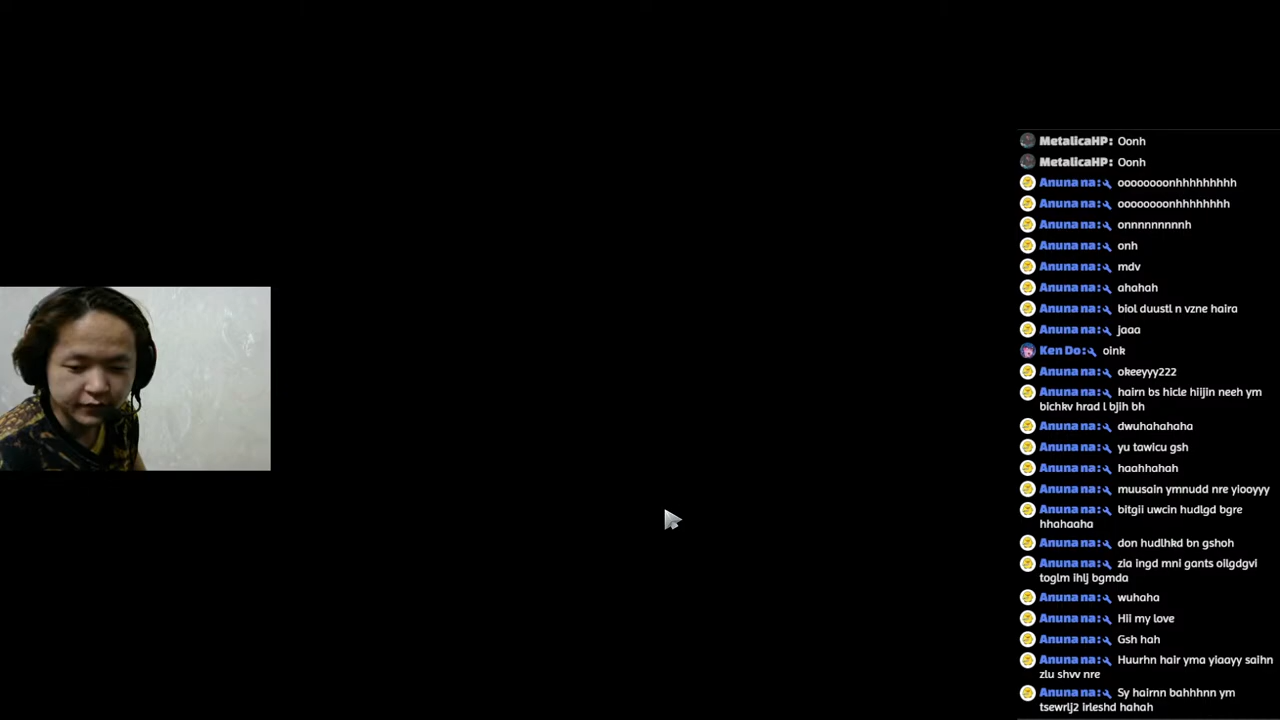 MetalicaHP: Oonh
MetalicaHP: Oonh
Anuna na: oooooooonhhhhhhhhh
Anuna na: oooooooonhhhhhhhh
Anuna na: onnnnnnnnnh
Anuna na: onh
Anuna na: mdv
Anuna na: ahahah
Anuna na: biol duustl n vzne haira
Anuna na: jaaa
Ken Do: oink
Anuna na: okeeyyy222
Anuna na: hairn bs hicle hiijin neeh ym
bichkv hrad l bjih bh
Anuna na: dwuhahahaha
Anuna na: yu tawicu gsh
Anuna na: haahhahah
Anuna na: muusain ymnudd nre yiooyyy
Anuna na: bitgii uwcin hudlgd bgre
hhahaaha
Anuna na: don hudlhkd bn gshoh
Anuna na: zia ingd mni gants oilgdgvi
toglm ihlj bgmda
Anuna na: wuhaha
Anuna na: Hii my love
Anuna na: Gsh hah
Anuna na: Huurhn hair yma yiaayy saihn
zlu shvv nre
Anuna na: Sy hairnn bahhhnn ym
tsewrlj2 irleshd hahah